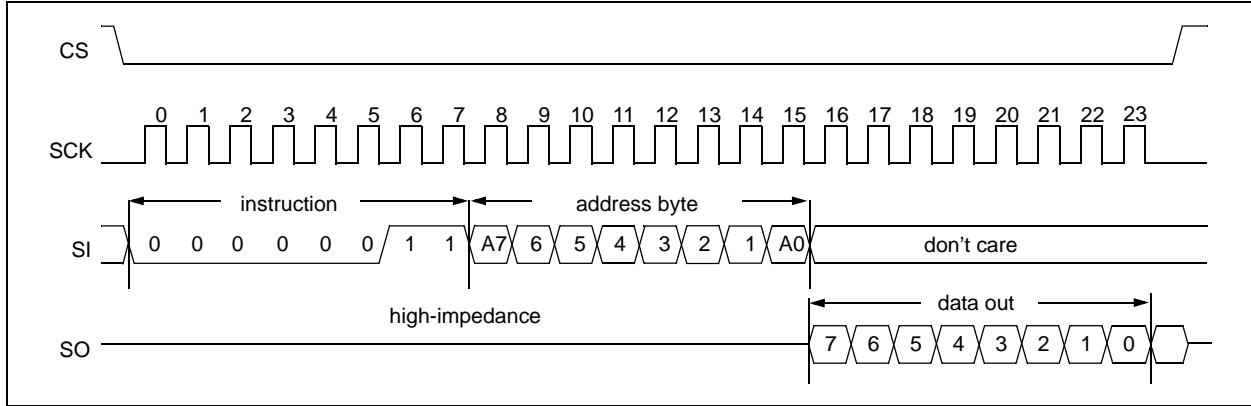 CS
0 1 2 3 4 5 6 7 8 9 10 11 12 13 14 15 16 17 18 19 20 21 22 23
SCK
instruction address byte
SI 0 0 0 0 0 0 1 1 A7 6 5 4 3 2 1 A0 don't care
high-impedance data out
SO 7 6 5 4 3 2 1 0